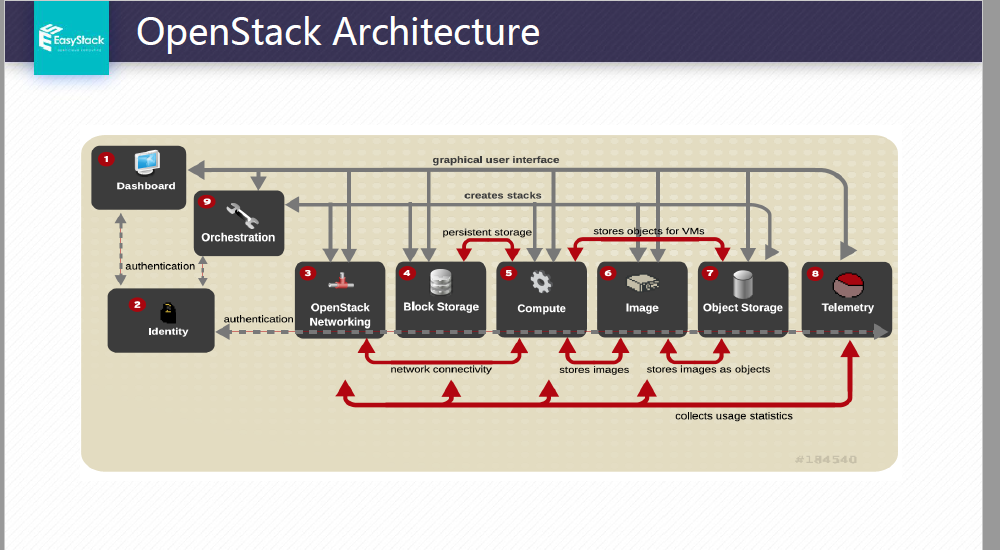 EasyStack
OpenStack Architecture
graphical user interface
1
Dashboard
creates stacks
9
Orchestration
persistent storage
stores objects for VMs
authentication
3
OpenStack
Networking
4
Block Storage
5
Compute
6
Image
7
Object Storage
8
Telemetry
2
Identity
authentication
network connectivity
stores images
stores images as objects
collects usage statistics
#184540